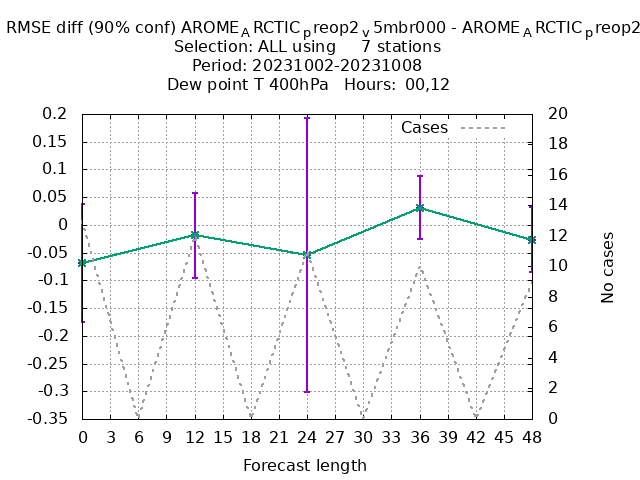 RMSE diff (90% conf) AROME_ARCTIC_preop2_v5mbr000 - AROME_ARCTIC_preop2
Selection: ALL using 7 stations
Period: 20231002-20231008
Dew point T 400hPa Hours: 00,12
0.2
0.15
0.1
0.05
0
-0.05
-0.1
-0.15
-0.2
-0.25
-0.3
-0.35
Cases
20
18
16
14
12
10
8
6
4
2
0
No cases
0 3 6 9 12 15 18 21 24 27 30 33 36 39 42 45 48
Forecast length